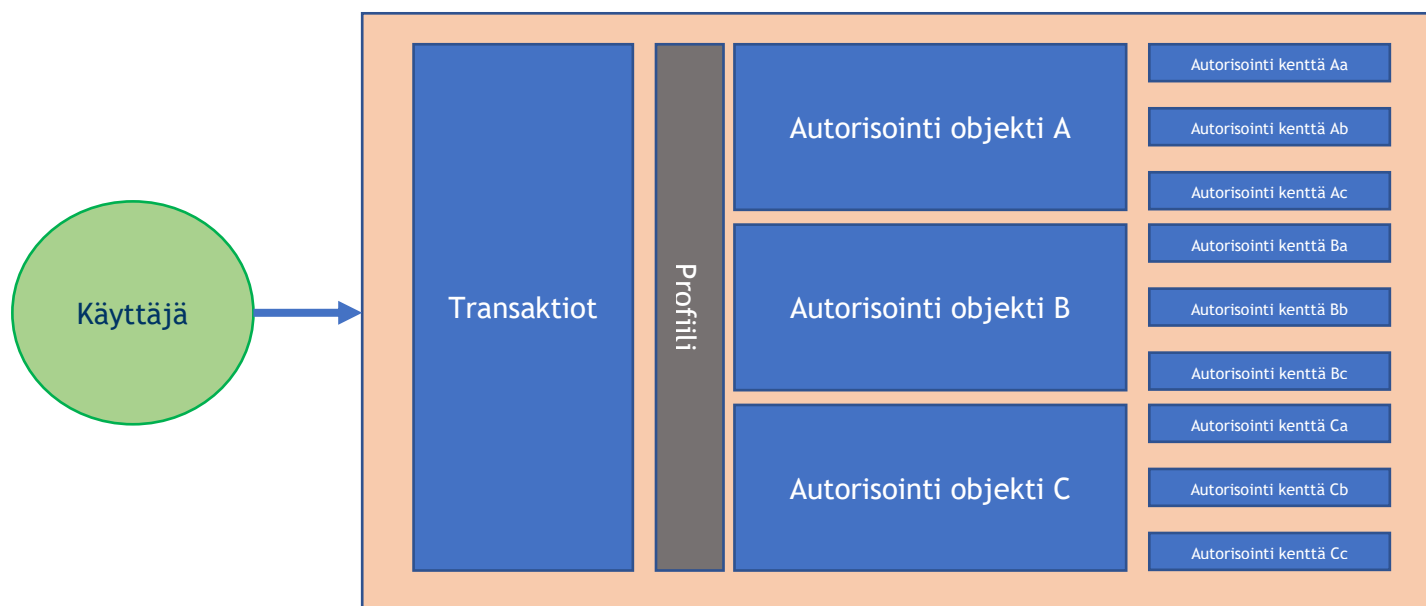 Käyttäjä
Transaktiot
Profiili
Autorisointi objekti A
Autorisointi kenttä Aa
Autorisointi kenttä Ab
Autorisointi kenttä Ac
Autorisointi objekti B
Autorisointi kenttä Ba
Autorisointi kenttä Bb
Autorisointi kenttä Bc
Autorisointi objekti C
Autorisointi kenttä Ca
Autorisointi kenttä Cb
Autorisointi kenttä Cc